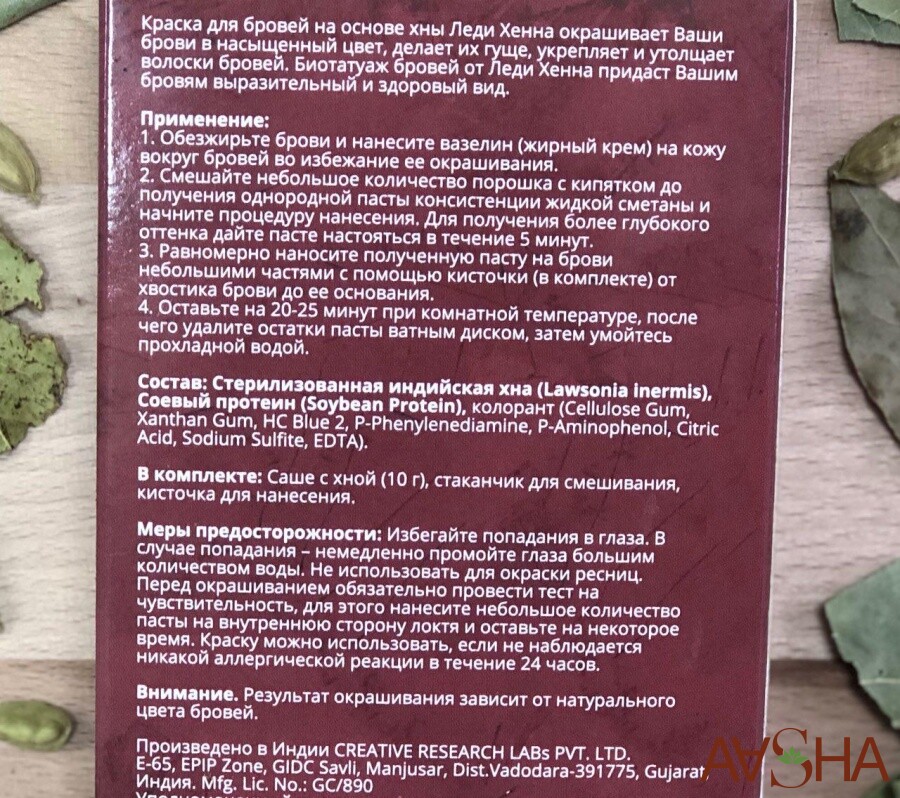 Краска для бровей на основе хны Леди Хенна окрашивает Ваши
брови в насыщенный цвет, делает их гуще, укрепляет и утолщает
волоски бровей. Биотатуаж бровей от Леди Хенна придаст Вашим
бровям выразительный и здоровый вид.
Применение:
1. Обезжирьте брови и нанесите вазелин (жирный крем) на кожу
вокруг бровей во избежание ее окрашивания.
2. Смешайте небольшое количество порошка с кипятком до
получения однородной пасты консистенции жидкой сметаны и
начните процедуру нанесения. Для получения более глубокого
оттенка дайте пасте настояться в течение 5 минут.
3. Равномерно наносите полученную пасту на брови
небольшими частями с помощью кисточки (в комплекте) от
хвостика брови до ее основания.
4. Оставьте на 20-25 минут при комнатной температуре, после
чего удалите остатки пасты ватным диском, затем умойтесь
прохладной водой.
Состав: Стерилизованная индийская хна (Lawsonia inermis),
Соевый протеин (Soybean Protein), колорант (Cellulose Gum,
Xanthan Gum, HC Blue 2, P-Phenylenediamine, P-Aminophenol, Citric
Acid, Sodium Sulfite, EDTA).
В комплекте: Саше с хной (10 г), стаканчик для смешивания,
кисточка для нанесения.
Меры предосторожности: Избегайте попадания в глаза. В
случае попадания – немедленно промойте глаза большим
количеством воды. Не использовать для окраски ресниц.
Перед окрашиванием обязательно провести тест на
чувствительность, для этого нанесите небольшое количество
пасты на внутреннюю сторону локтя и оставьте на некоторое
время. Краску можно использовать, если не наблюдается
никакой аллергической реакции в течение 24 часов.
Внимание. Результат окрашивания зависит от натурального
цвета бровей.
Произведено в Индии CREATIVE RESEARCH LABs PVT. LTD.
E-65, EPIP Zone, GIDC Savli, Manjusar, Dist.Vadodara-391775, Gujarat
Индия. Mfg. Lic. No.: GC/890
AASHA